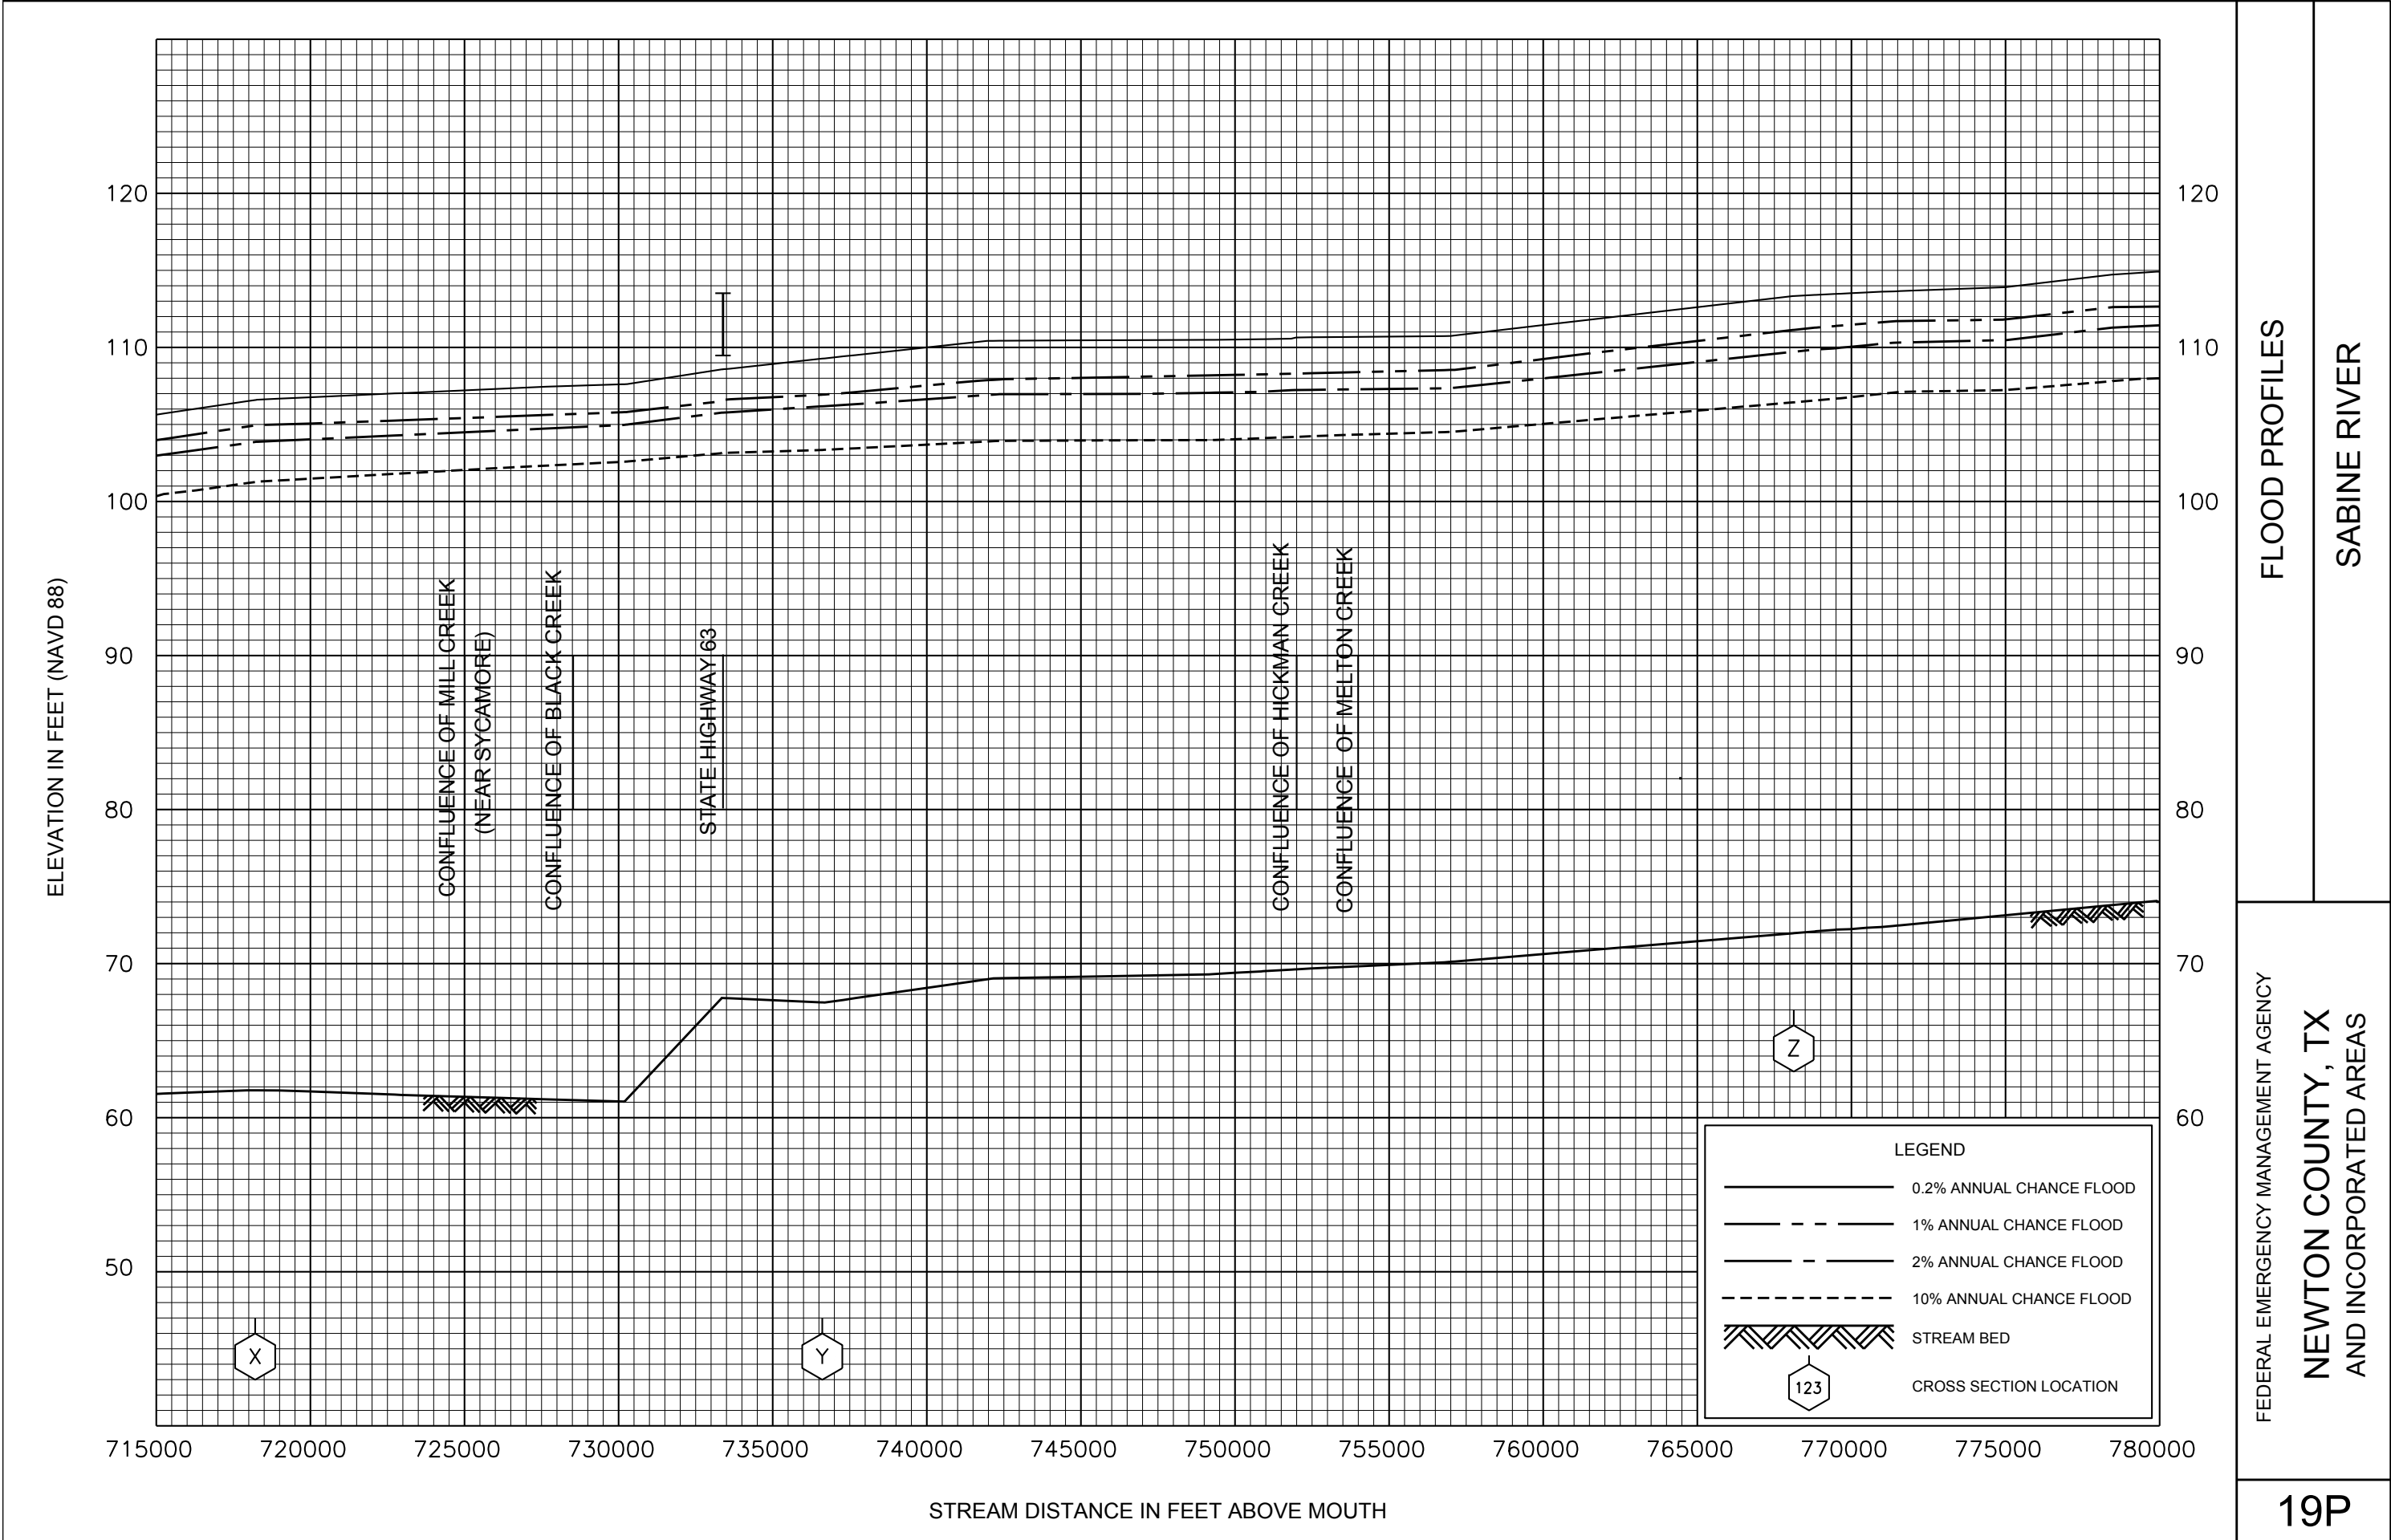 120
110
100
90
80
70
60
50
ELEVATION IN FEET (NAVD 88)
120
110
100
90
80
70
60
CONFLUENCE OF MILL CREEK
(NEAR SYCAMORE)
CONFLUENCE OF BLACK CREEK
STATE HIGHWAY 63
CONFLUENCE OF HICKMAN CREEK
CONFLUENCE OF MELTON CREEK
X
Y
Z
LEGEND
0.2% ANNUAL CHANCE FLOOD
1% ANNUAL CHANCE FLOOD
2% ANNUAL CHANCE FLOOD
10% ANNUAL CHANCE FLOOD
STREAM BED
123
CROSS SECTION LOCATION
715000 720000 725000 730000 735000 740000 745000 750000 755000 760000 765000 770000 775000 780000
STREAM DISTANCE IN FEET ABOVE MOUTH
FLOOD PROFILES
SABINE RIVER
FEDERAL EMERGENCY MANAGEMENT AGENCY
NEWTON COUNTY, TX
AND INCORPORATED AREAS
19P